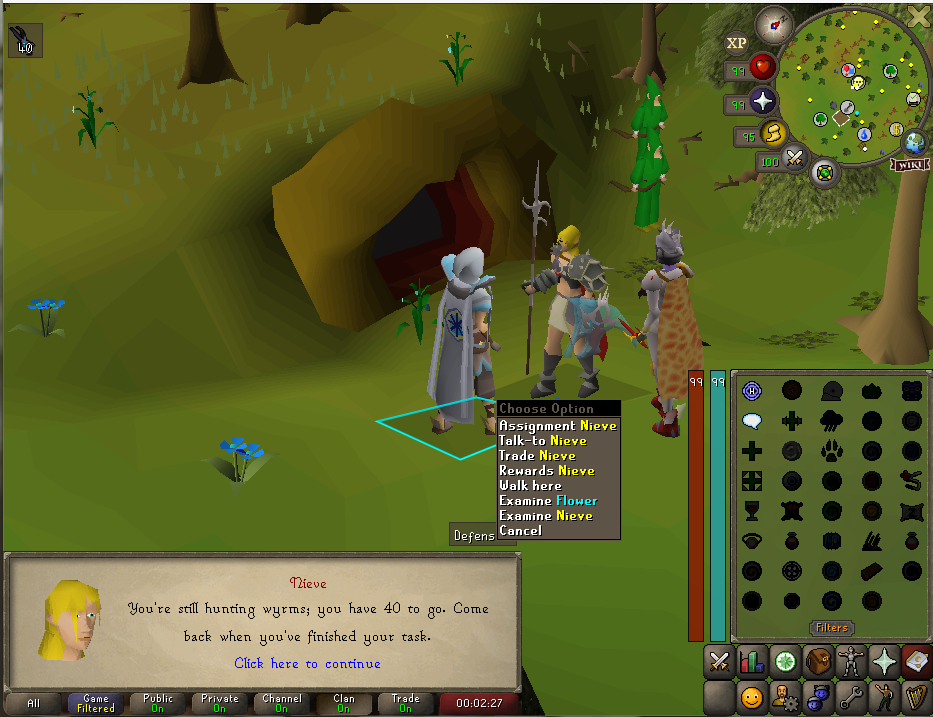 40
XP
99
99
95
100
WIKI
99 99
Choose Option
Assignment Nieve
Talk-to Nieve
Trade Nieve
Rewards Nieve
Walk here
Examine Flower
Examine Nieve
Cancel
Defens
Nieve
You're still hunting wyrms; you have 40 to go. Come
back when you've finished your task.
Click here to continue
Filters
All
Game
Filtered
Public
On
Private
On
Channel
On
Clan
On
Trade
On
00:02:27